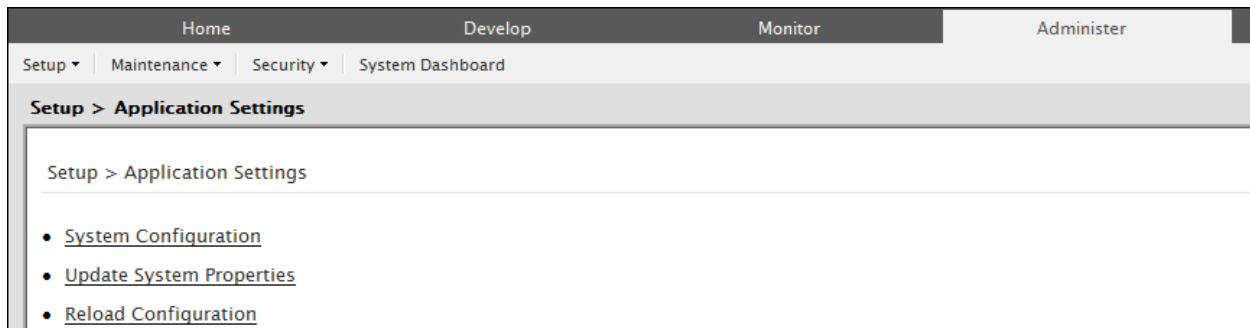 Home Develop Monitor Administer
Setup Maintenance Security System Dashboard
Setup > Application Settings
Setup > Application Settings
• System Configuration
• Update System Properties
• Reload Configuration